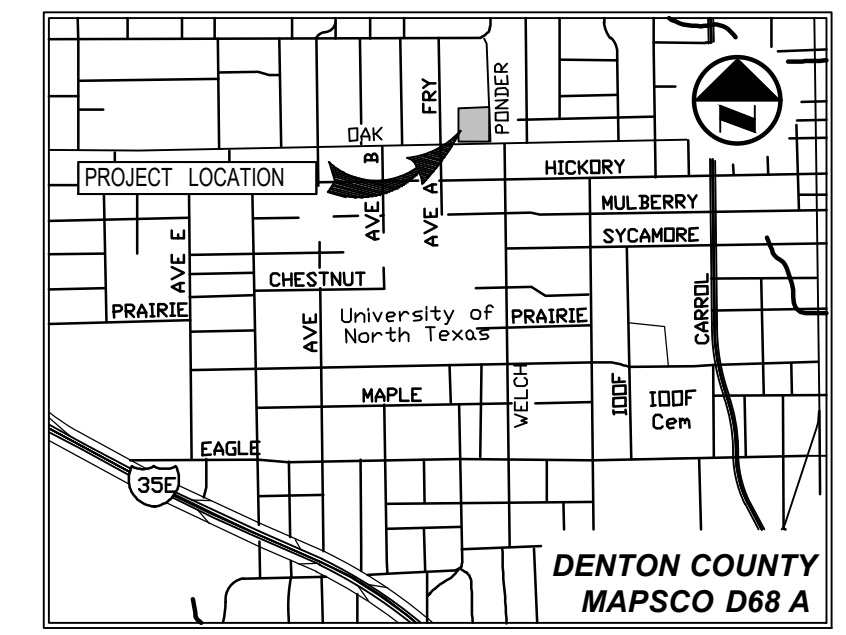 PONDER
FRY
OAK
B
HICKORY
PROJECT LOCATION
AVE A
AVE
MULBERRY
SYCAMORE
AVE E
CHESTNUT
PRAIRIE
University of
North Texas
PRAIRIE
AVE
CARROL
MAPLE
WELCH
IOOF
IOOF
Cem
EAGLE
35E
DENTON COUNTY
MAPSCO D68 A